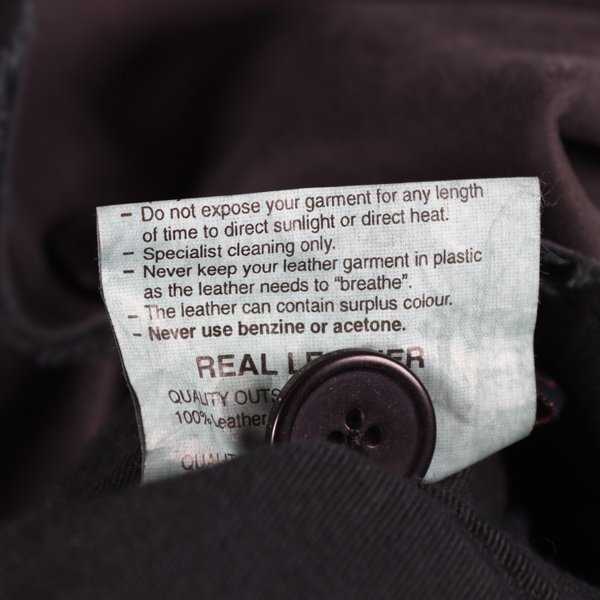 - Do not expose your garment for any length
of time to direct sunlight or direct heat.
- Specialist cleaning only.
- Never keep your leather garment in plastic
as the leather needs to "breathe".
- The leather can contain surplus colour.
- Never use benzine or acetone.
REAL
QUALITY
100% Leather